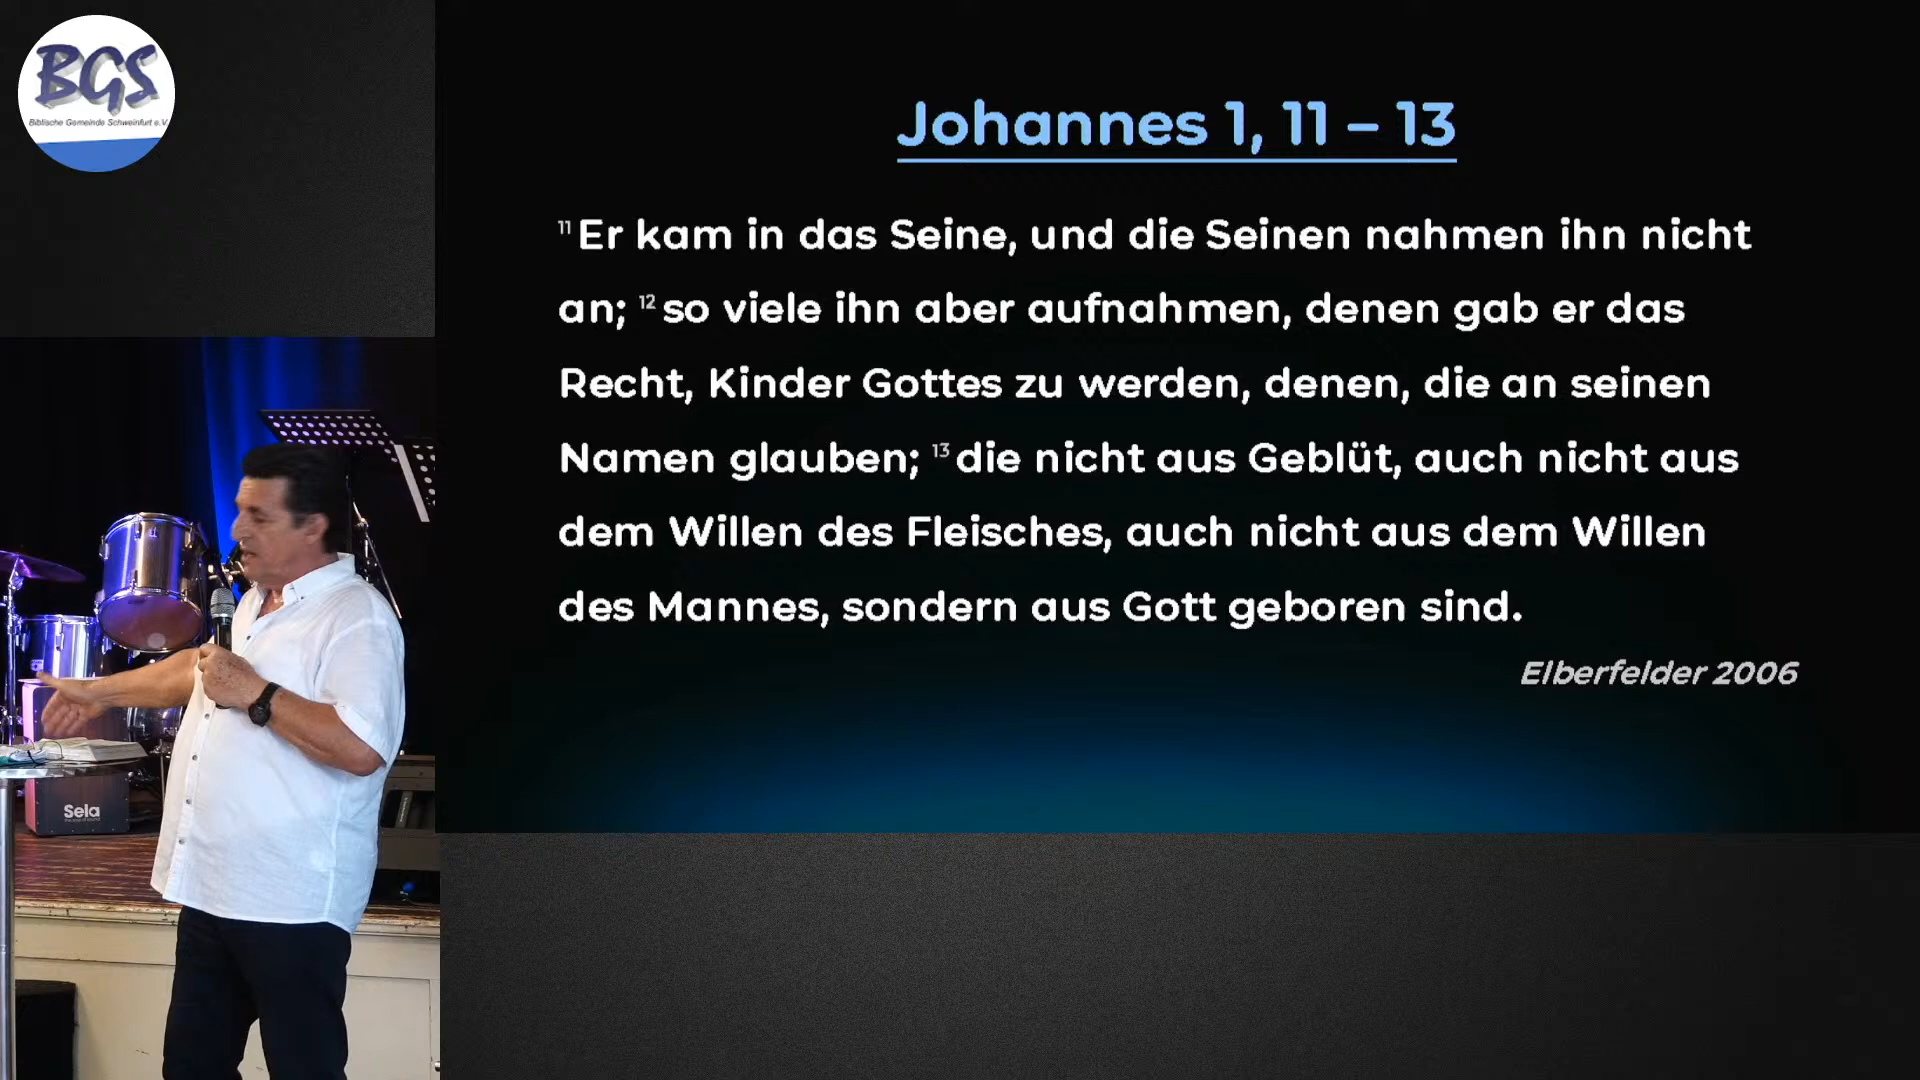 BGS
Biblische Gemeinde Schweinfurt e.V.
Johannes 1, 11 – 13
11 Er kam in das Seine, und die Seinen nahmen ihn nicht
an; 12 so viele ihn aber aufnahmen, denen gab er das
Recht, Kinder Gottes zu werden, denen, die an seinen
Namen glauben; 13 die nicht aus Geblüt, auch nicht aus
dem Willen des Fleisches, auch nicht aus dem Willen
des Mannes, sondern aus Gott geboren sind.
Elberfelder 2006
Sela